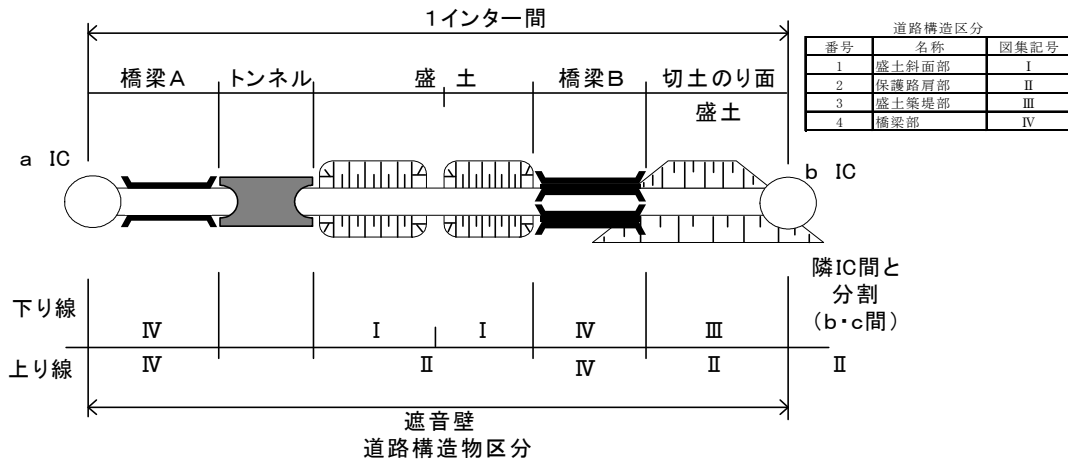 1インター間
道路構造区分
番号 名称 図集記号
1 盛土斜面部 Ⅰ
2 保護路肩部 Ⅱ
3 盛土築堤部 Ⅲ
4 橋梁部 Ⅳ
橋梁A トンネル 盛 土 橋梁B 切土のり面
盛土
a IC
b IC
隣IC間と
分割
(b・c間)
下り線
Ⅳ Ⅰ Ⅰ Ⅳ Ⅲ
上り線
Ⅳ Ⅱ Ⅳ Ⅱ Ⅱ
遮音壁
道路構造物区分